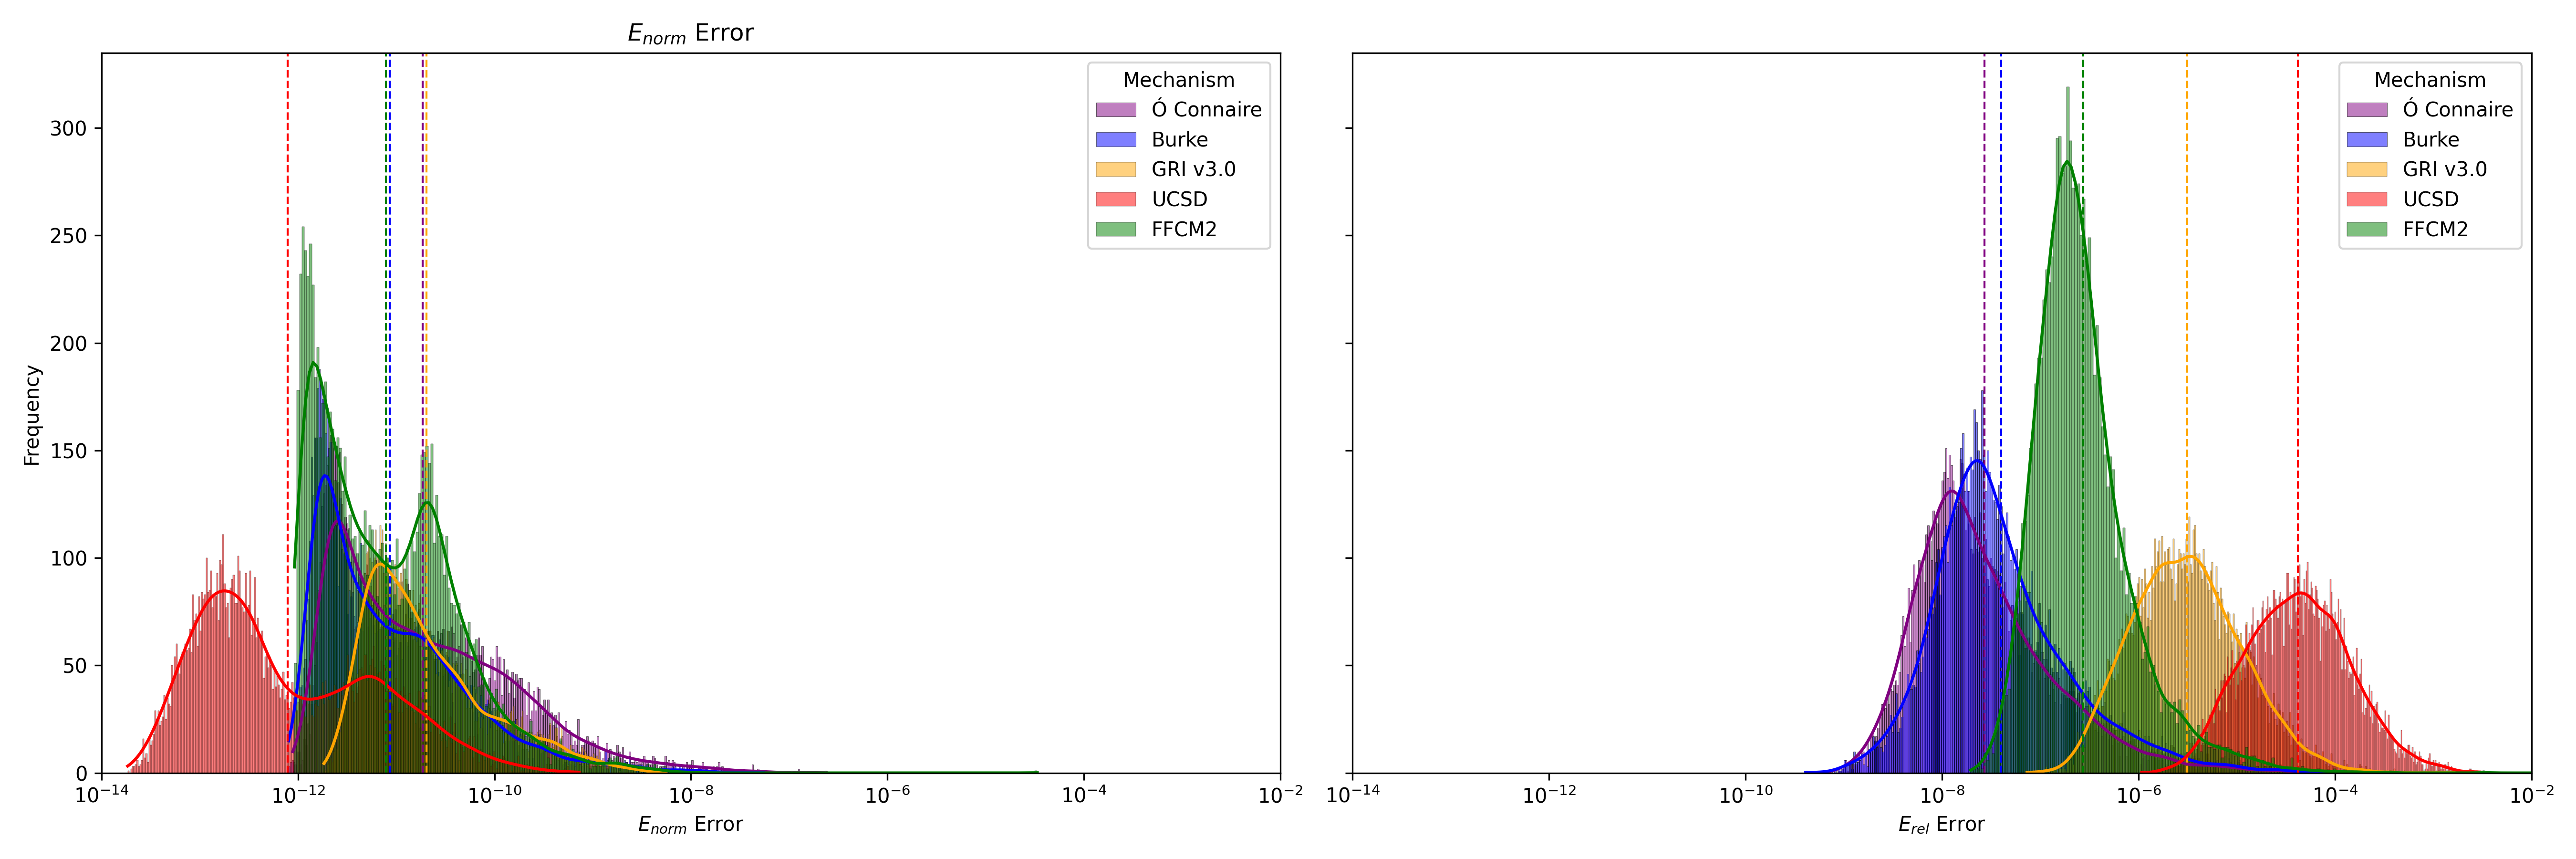 E_norm Error
Mechanism
Ó Connaire
Burke
GRI v3.0
UCSD
FFCM2
Frequency
300
250
200
150
100
50
0
10^-14
10^-12
10^-10
10^-8
10^-6
10^-4
10^-2
E_norm Error
Mechanism
Ó Connaire
Burke
GRI v3.0
UCSD
FFCM2
10^-14
10^-12
10^-10
10^-8
10^-6
10^-4
10^-2
E_rel Error